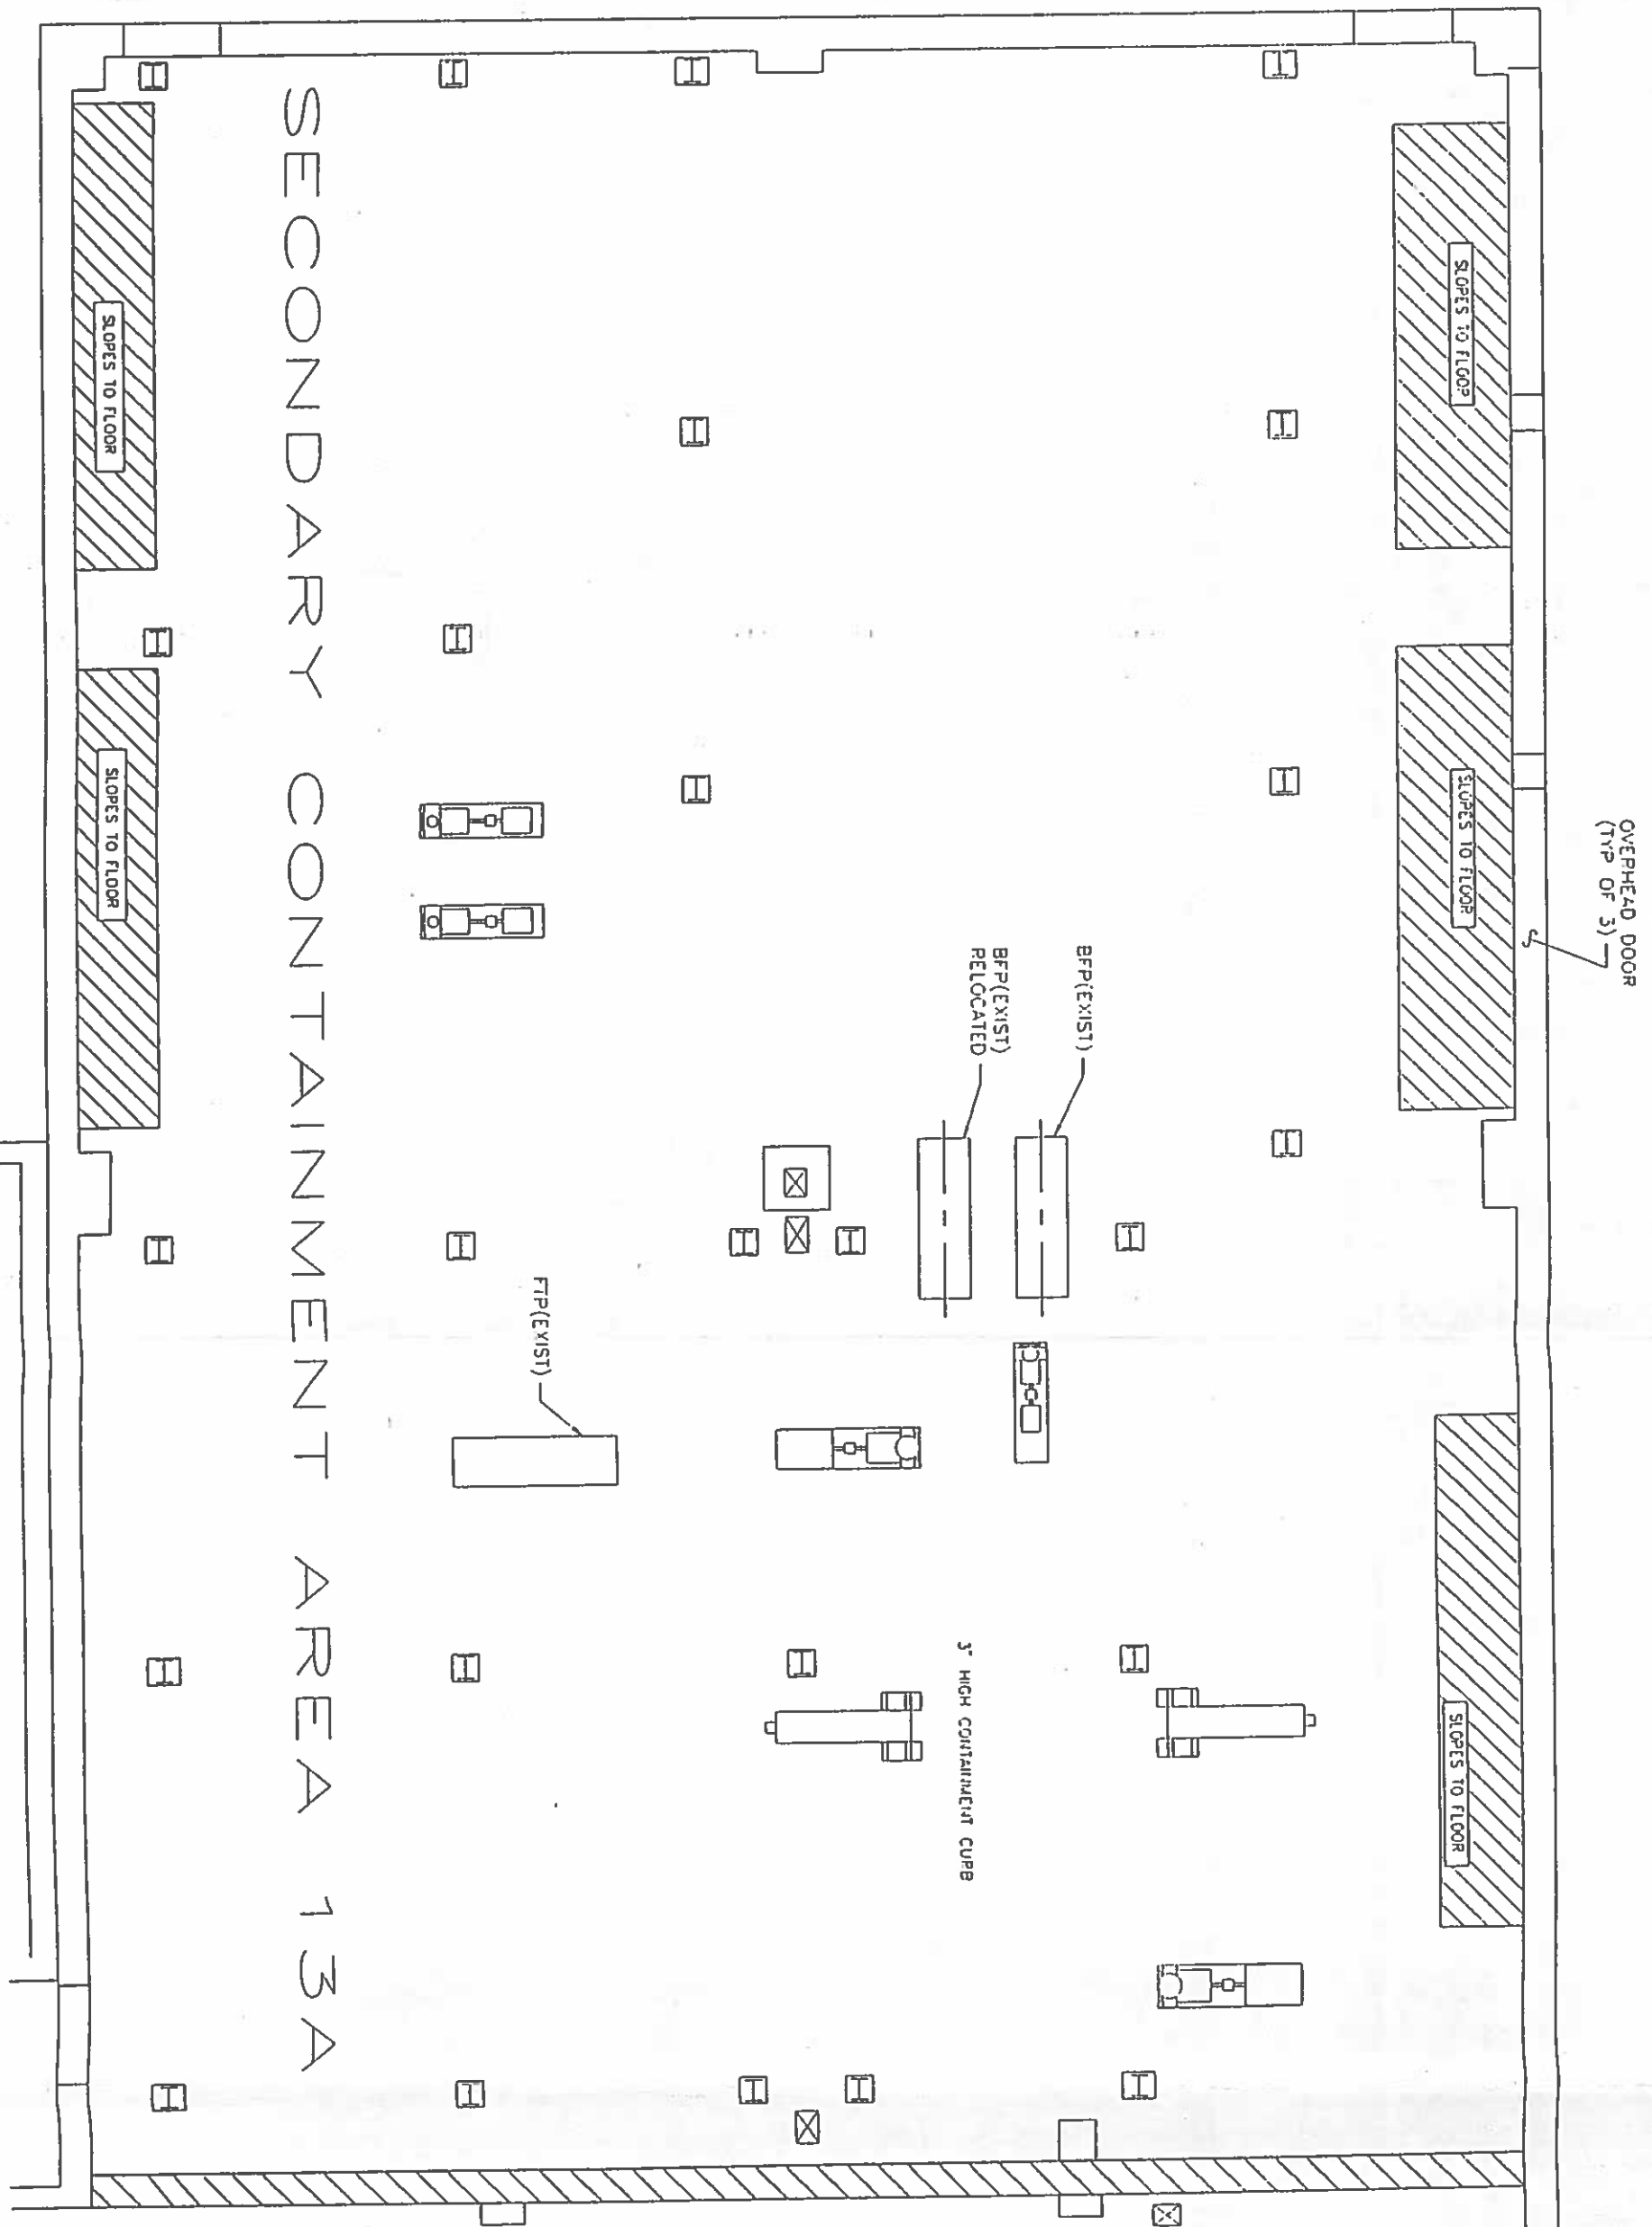 OVERHEAD DOOR
(TYP OF 3)
SLOPES TO FLOOR
SLOPES TO FLOOR
SLOPES TO FLOOR
BFP(EXIST)
BFP(EXIST)
RELOCATED
3" HIGH CONTAINMENT CURB
FTP(EXIST)
SECONDARY CONTAINMENT AREA 13A
SLOPES TO FLOOR
SLOPES TO FLOOR